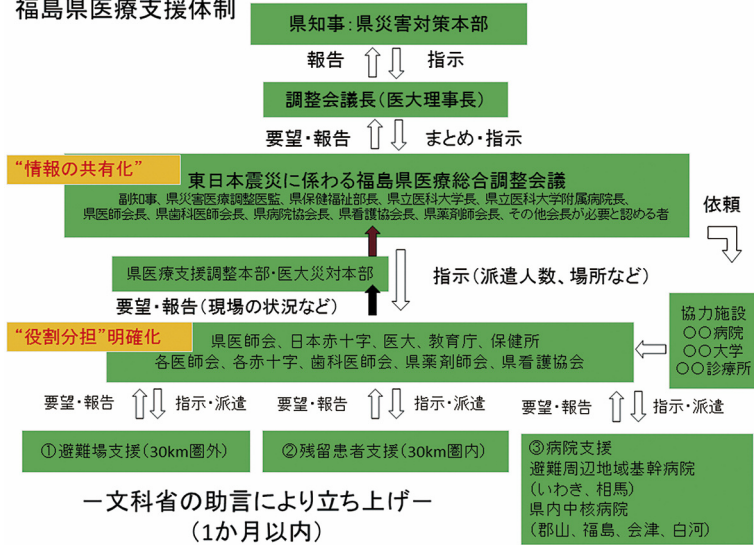 福島県医療支援体制
県知事：県災害対策本部
報告
指示
調整会議長（医大理事長）
要望・報告
まとめ・指示
“情報の共有化”
東日本震災に係わる福島県医療総合調整会議
副知事、県災害医療調整医監、県保健福祉部長、県立医科大学長、県立医科大学附属病院長、
県医師会長、県歯科医師会長、県病院協会長、県看護協会長、県薬剤師会長、その他会長が必要と認める者
依頼
県医療支援調整本部・医大災対本部
指示（派遣人数、場所など）
要望・報告（現場の状況など）
協力施設
〇〇病院
〇〇大学
〇〇診療所
“役割分担”明確化
県医師会、日本赤十字、医大、教育庁、保健所
各医師会、各赤十字、歯科医師会、県薬剤師会、県看護協会
要望・報告
指示・派遣
要望・報告
指示・派遣
要望・報告
指示・派遣
①避難場支援（30km圏外）
②残留患者支援（30km圏内）
③病院支援
避難周辺地域基幹病院
（いわき、相馬）
県内中核病院
（郡山、福島、会津、白河）
－文科省の助言により立ち上げ－
（1か月以内）